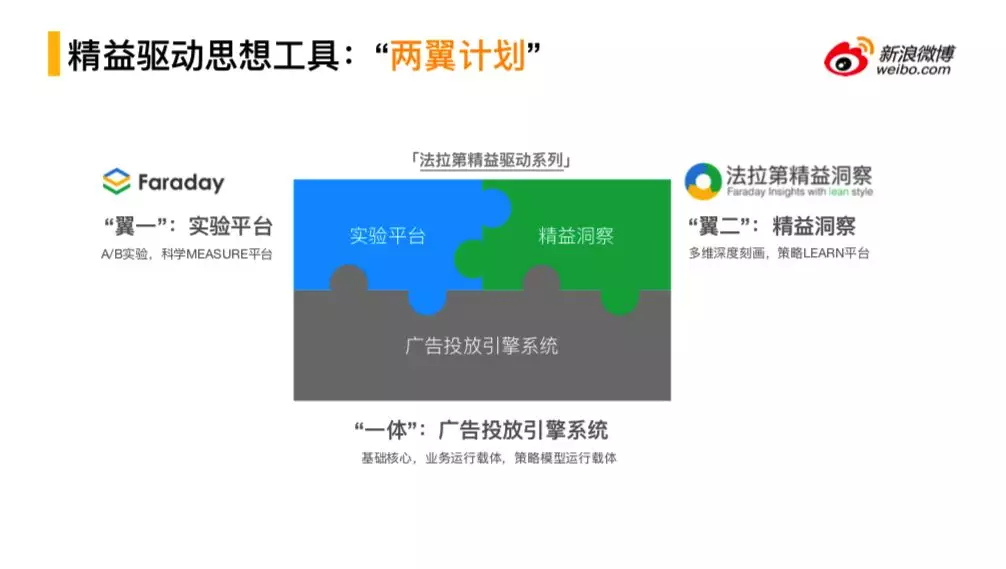 精益驱动思想工具：“两翼计划”
新浪微博
weibo.com
「法拉第精益驱动系列」
Faraday
“翼一”：实验平台
A/B实验，科学MEASURE平台
实验平台
精益洞察
广告投放引擎系统
法拉第精益洞察
Faraday Insights with lean style
“翼二”：精益洞察
多维深度刻画，策略LEARN平台
“一体”：广告投放引擎系统
基础核心，业务运行载体，策略模型运行载体